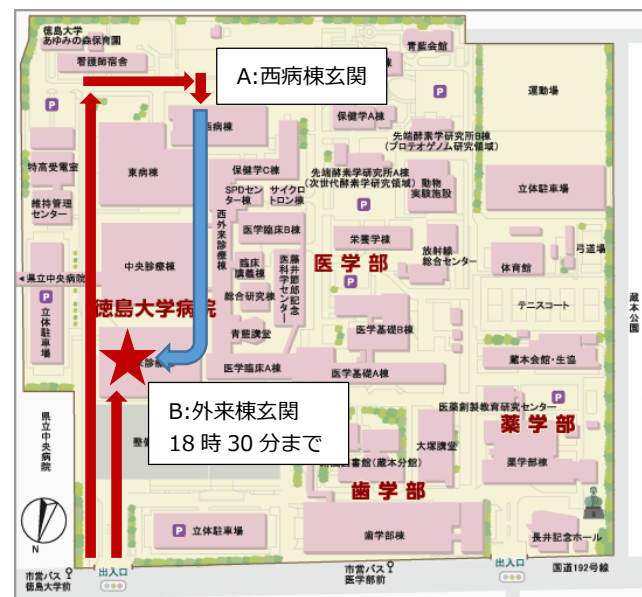 徳島大学
あゆみの森保育園
看護師宿舎
A:西病棟玄関
青藍会館
運動場
P
P
西病棟
保健学A棟
先端酵素学研究所B棟
(プロテオゲノム研究領域)
特高受電室
東病棟
保健学C棟
先端酵素学研究所A棟
(次世代酵素学研究領域)
動物
実験施設
立体駐車場
維持管理
センター
SPDセン
ター棟
サイクロ
トロン棟
P
西外来診療棟
医学臨床B棟
栄養学棟
放射線
総合センター
弓道場
体育館
中央診療棟
臨床
講義棟
藤井節郎記念
医科学センター
医学部
◀県立中央病院
P
立体
駐車場
総合研究棟
P
テニスコート
蔵本公園
徳島大学病院
青藍講堂
医学基礎B棟
医学臨床A棟
医学基礎A棟
蔵本会館・生協
B:外来棟玄関
18時30分まで
医薬創製教育研究センター
P
薬学部
県立中央病院
大塚講堂
(蔵本分館)
薬学部棟
歯学部
P 立体駐車場
歯学部棟
長井記念ホール
N
市営バス
徳島大学前
出入口
市営バス
医学部前
出入口
国道192号線